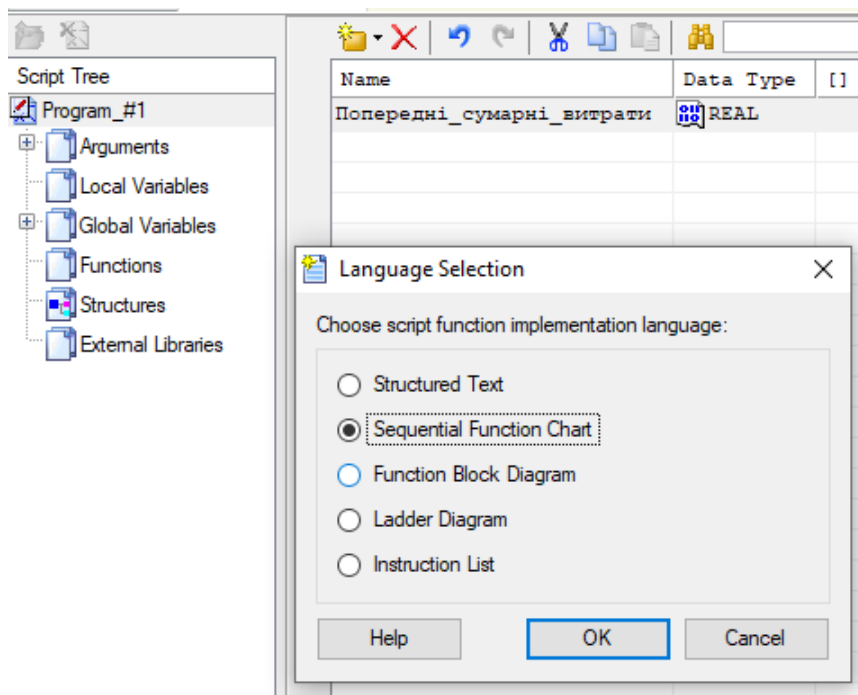 Script Tree
Program_#1
Arguments
Local Variables
Global Variables
Functions
Structures
External Libraries
Name Data Type []
Попередні_сумарні_витрати REAL
Language Selection
Choose script function implementation language:
Structured Text
Sequential Function Chart
Function Block Diagram
Ladder Diagram
Instruction List
Help OK Cancel